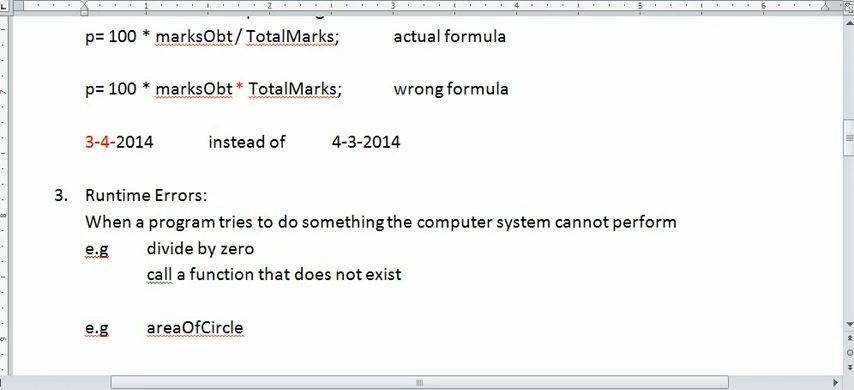 p= 100 * marksObt / TotalMarks; actual formula
p= 100 * marksObt * TotalMarks; wrong formula
3-4-2014 instead of 4-3-2014
3. Runtime Errors:
When a program tries to do something the computer system cannot perform
e.g divide by zero
call a function that does not exist
e.g areaOfCircle